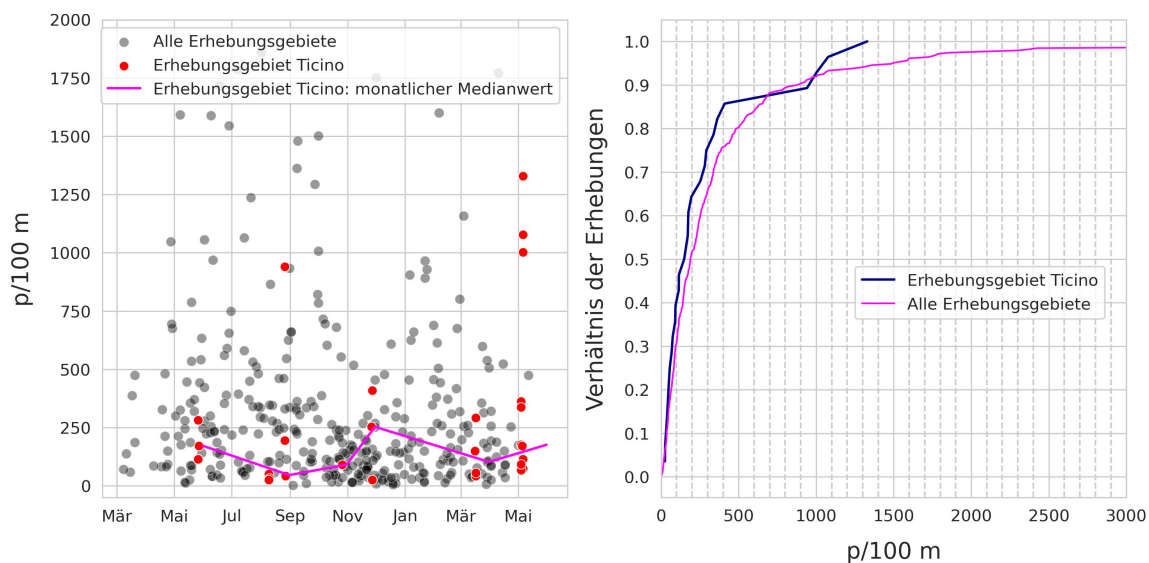 2000
1750
1500
1250
1000
750
500
250
0
p/100 m
Alle Erhebungsgebiete
Erhebungsgebiet Ticino
Erhebungsgebiet Ticino: monatlicher Medianwert
Mär Mai Jul Sep Nov Jan Mär Mai
1.0
0.9
0.8
0.7
0.6
0.5
0.4
0.3
0.2
0.1
0.0
Verhältnis der Erhebungen
Erhebungsgebiet Ticino
Alle Erhebungsgebiete
0 500 1000 1500 2000 2500 3000
p/100 m